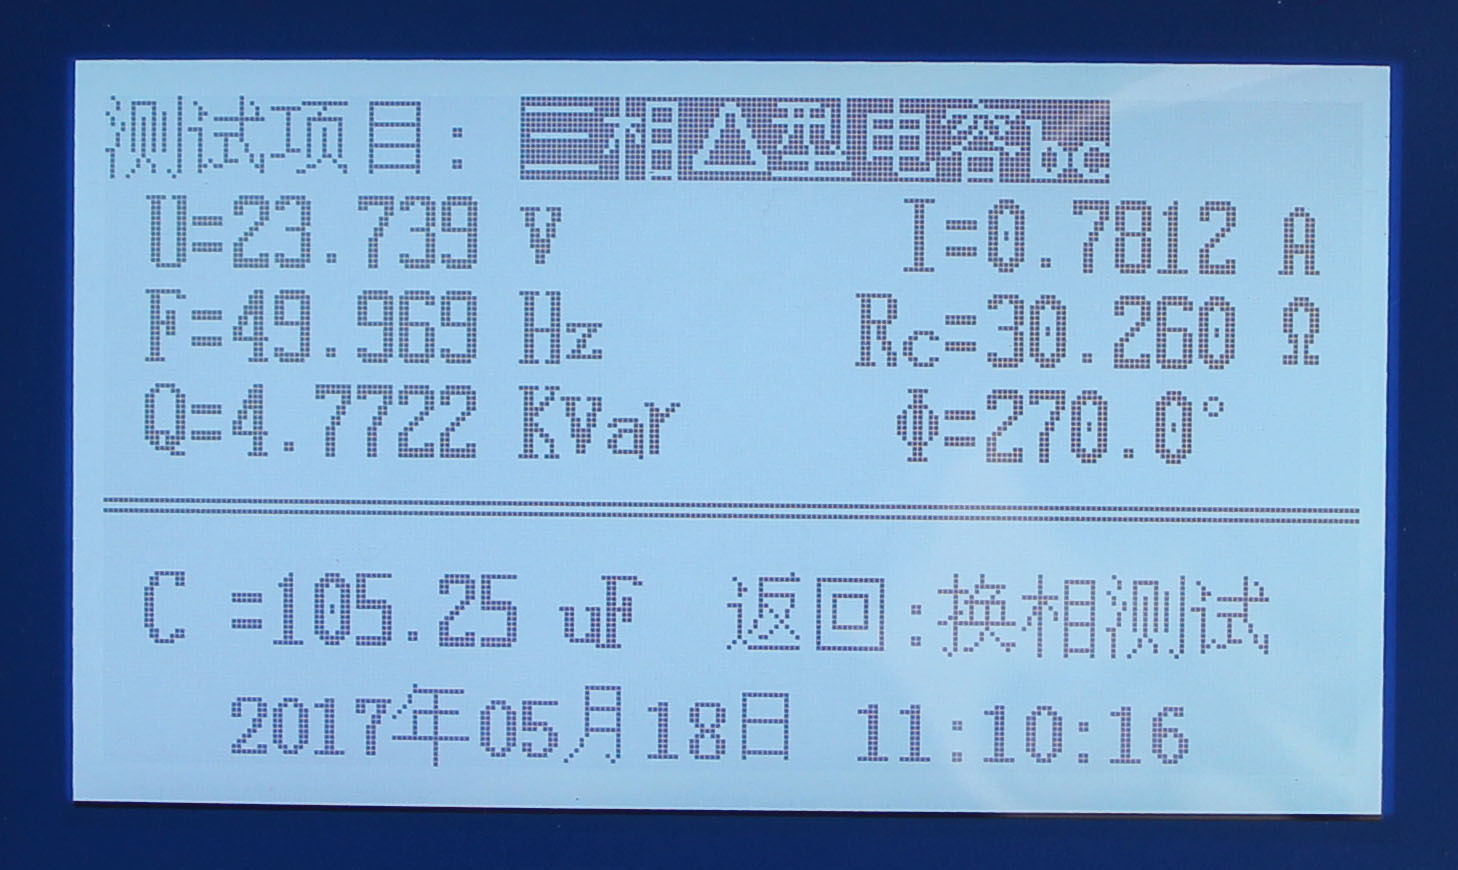 测试项目: 三相△型电容bc
U=23.739 V I=0.7812 A
F=49.969 Hz Rc=30.260 Ω
Q=4.7722 KVar Φ=270.0°
C =105.25 uF 返回:换相测试
2017年05月18日 11:10:16